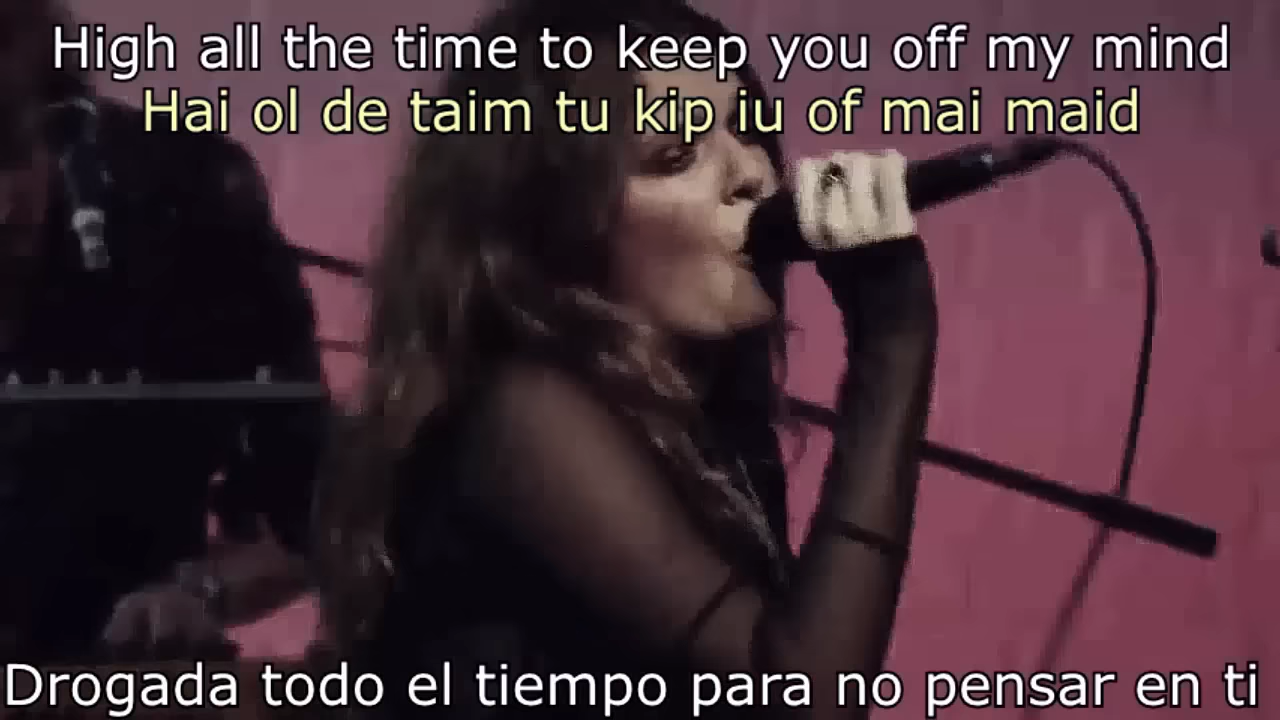 High all the time to keep you off my mind
Hai ol de taim tu kip iu of mai maid
Drogada todo el tiempo para no pensar en ti